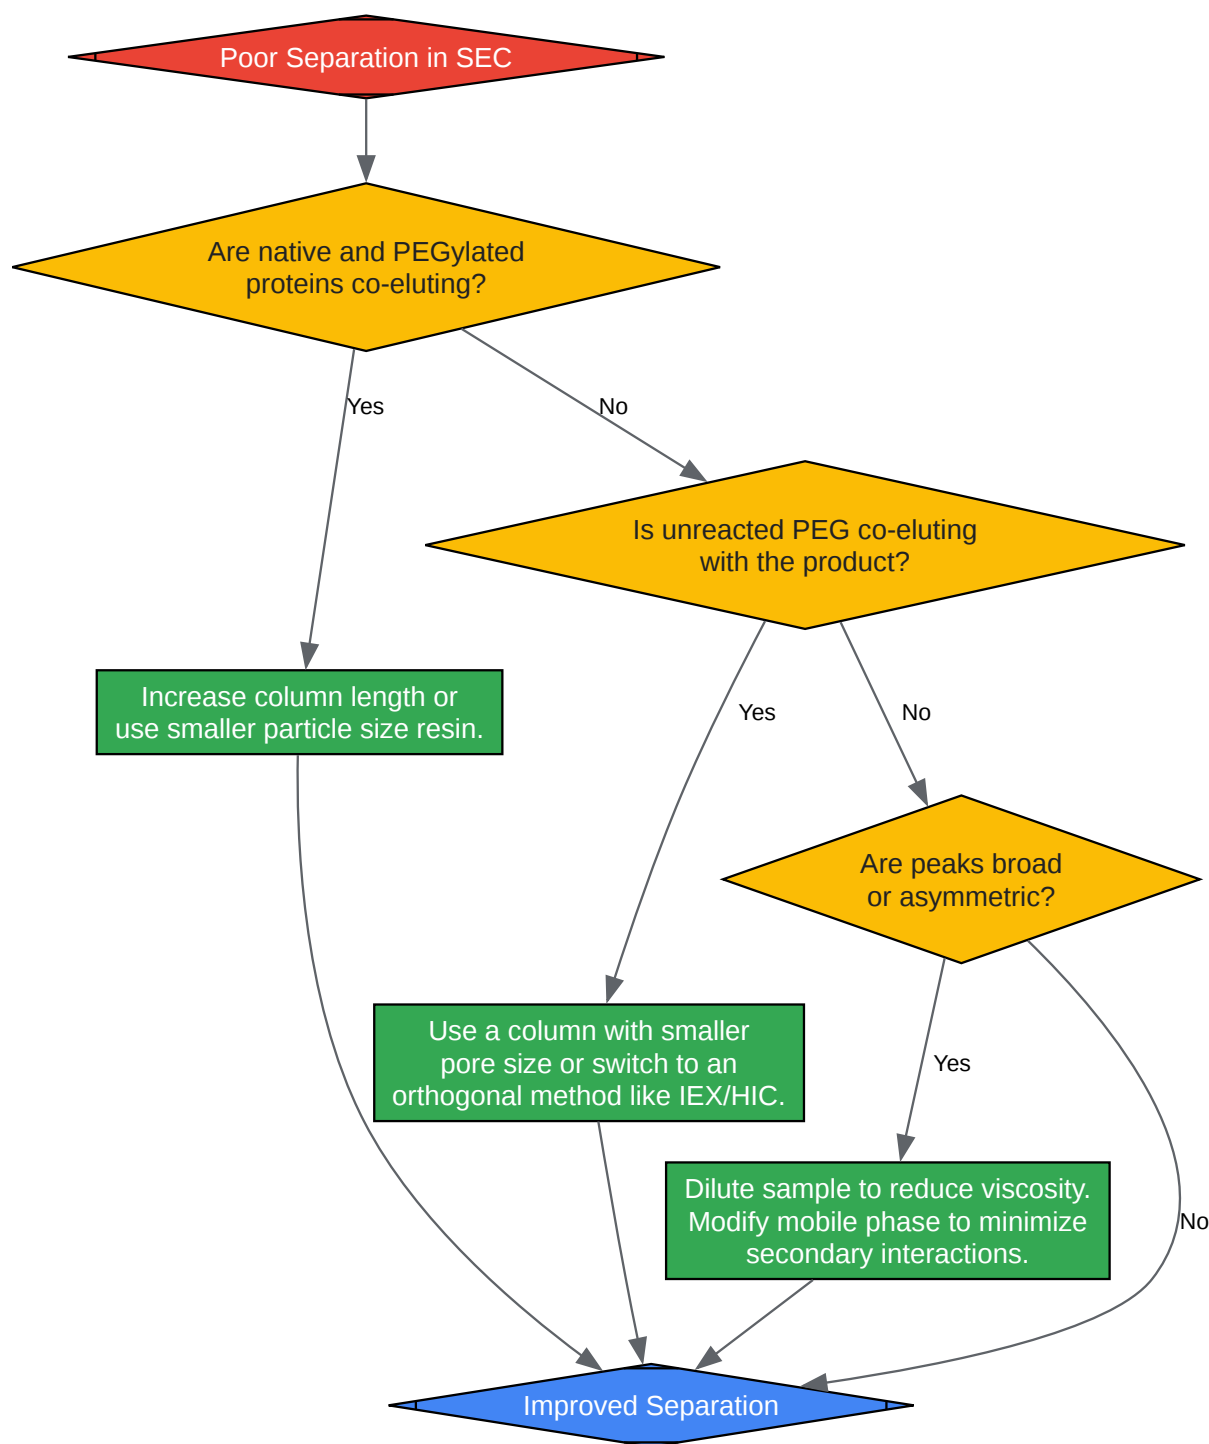 Poor Separation in SEC
Are native and PEGylated
proteins co-eluting?
Yes
No
Is unreacted PEG co-eluting
with the product?
Increase column length or
use smaller particle size resin.
Yes
No
Are peaks broad
or asymmetric?
Use a column with smaller
pore size or switch to an
orthogonal method like IEX/HIC.
Yes
Dilute sample to reduce viscosity.
Modify mobile phase to minimize
secondary interactions.
No
Improved Separation